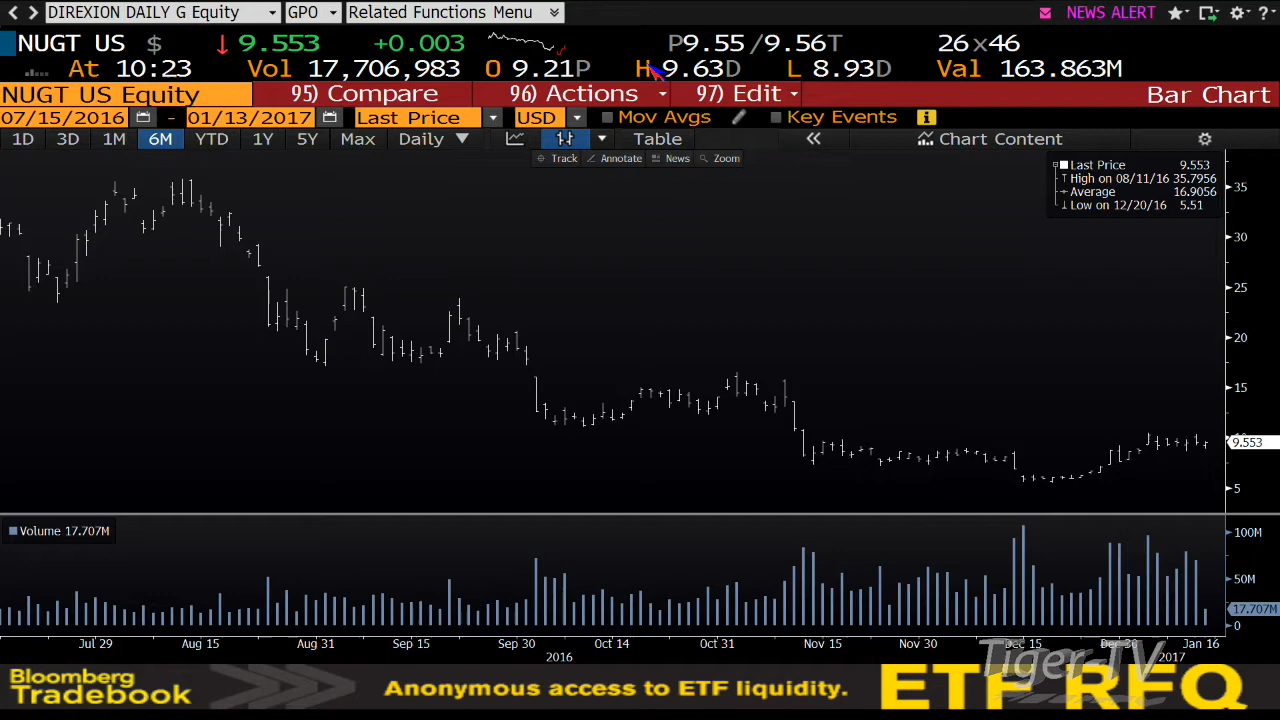 DIREXION DAILY G Equity GPO Related Functions Menu NEWS ALERT ?
NUGT US $ ↓ 9.553 +0.003 P9.55 /9.56T 26x46
At 10:23 Vol 17,706,983 O 9.21P H 9.63D L 8.93D Val 163.863M
NUGT US Equity 95) Compare 96) Actions 97) Edit Bar Chart
07/15/2016 - 01/13/2017 Last Price USD Mov Avgs Key Events i
1D 3D 1M 6M YTD 1Y 5Y Max Daily ▼ Table « Chart Content
Track Annotate News Zoom
Last Price 9.553
High on 08/11/16 35.7956
Average 16.9056
Low on 12/20/16 5.51
35
30
25
20
15
9.553
5
Volume 17.707M
100M
50M
17.707M
0
Jul 29 Aug 15 Aug 31 Sep 15 Sep 30 Oct 14 Oct 31 Nov 15 Nov 30 Dec 15 Dec 30 Jan 16
2016 2017
Tiger-TV
Bloomberg
Tradebook
Anonymous access to ETF liquidity.
ETF RFQ